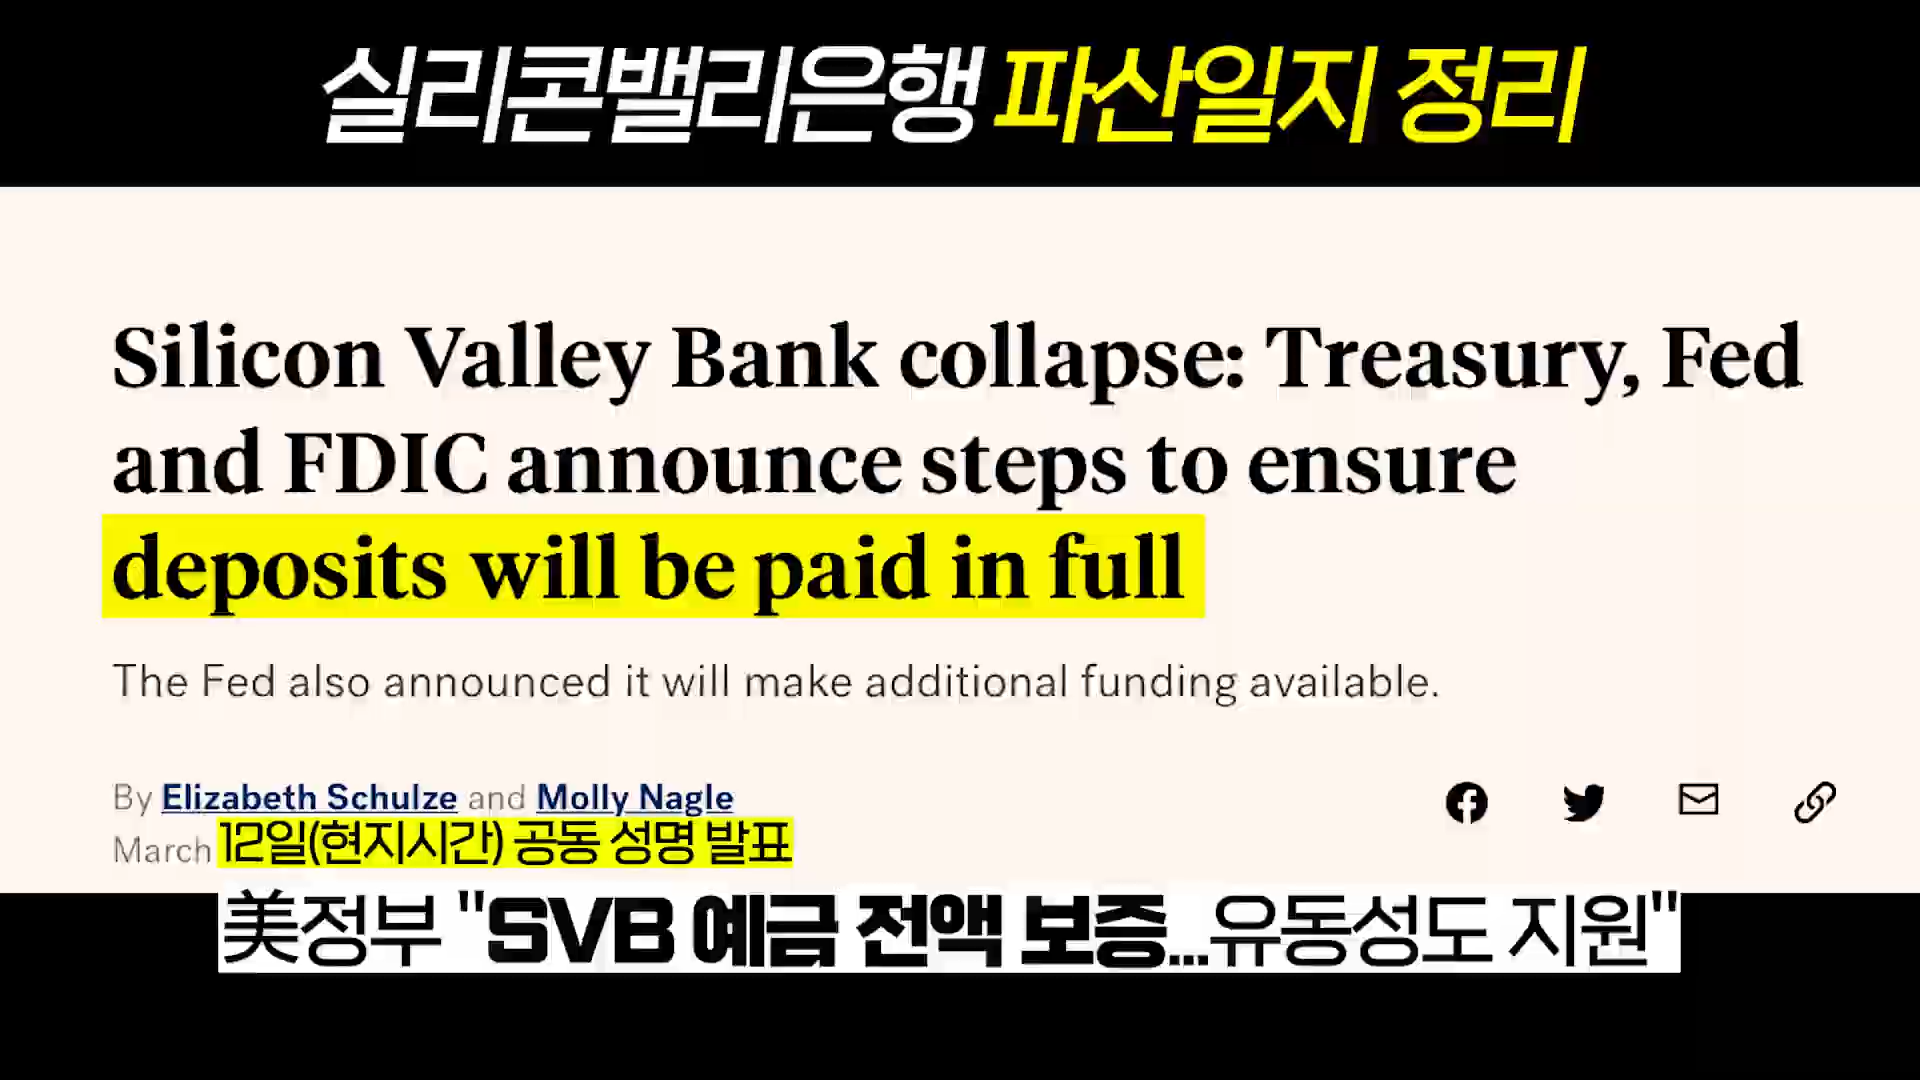 실리콘밸리은행 파산일지 정리
Silicon Valley Bank collapse: Treasury, Fed
and FDIC announce steps to ensure
deposits will be paid in full
The Fed also announced it will make additional funding available.
By Elizabeth Schulze and Molly Nagle
March 12일(현지시간) 공동 성명 발표
美정부 "SVB 예금 전액 보증...유동성도 지원"